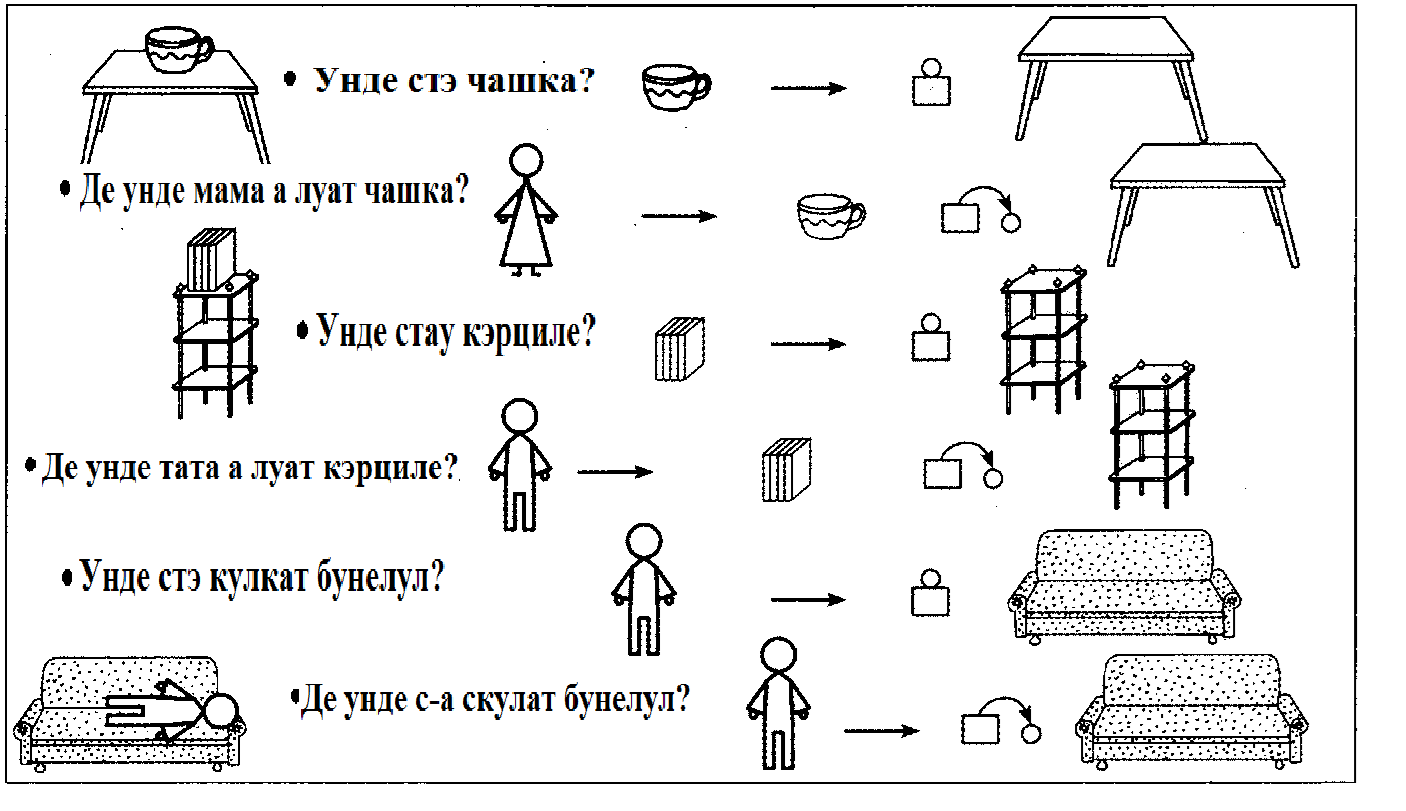 • Унде стэ чашка?
• Де унде мама а луат чашка?
• Унде стау кэрциле?
• Де унде тата а луат кэрциле?
• Унде стэ кулкат бунелул?
• Де унде с-а скулат бунелул?